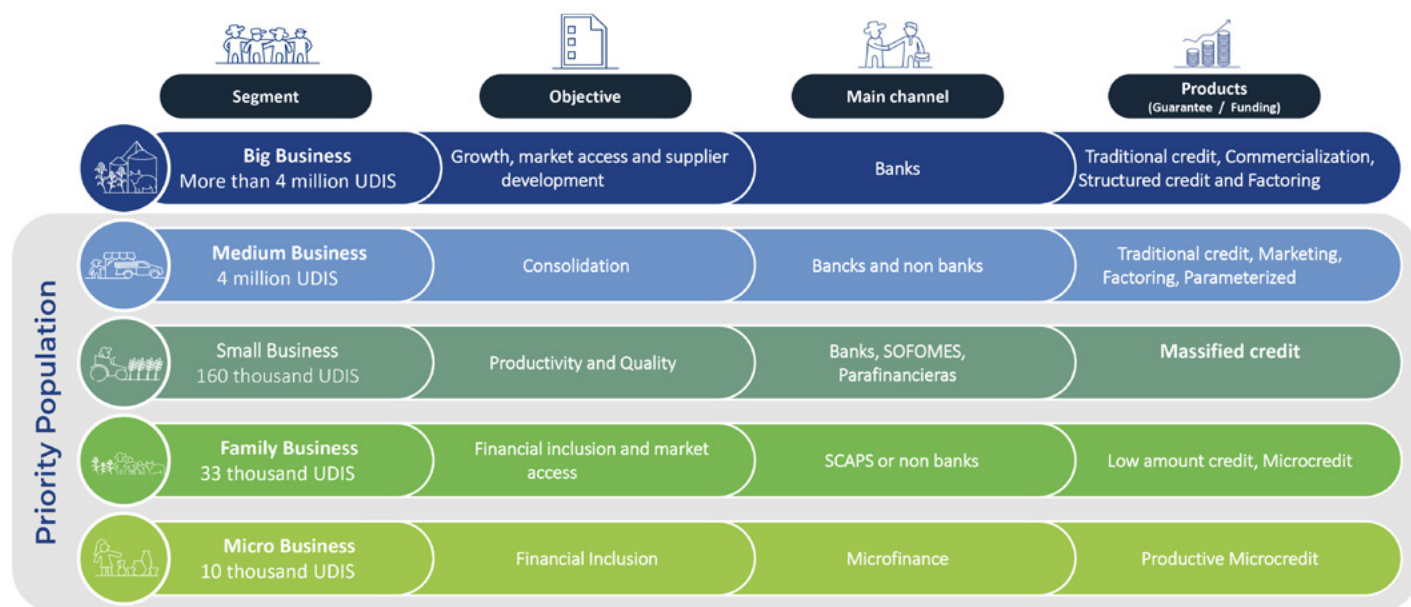 Segment
Objective
Main channel
Products
(Guarantee / Funding)
Big Business
More than 4 million UDIS
Growth, market access and supplier
development
Banks
Traditional credit, Commercialization,
Structured credit and Factoring
Priority Population
Medium Business
4 million UDIS
Consolidation
Bancks and non banks
Traditional credit, Marketing,
Factoring, Parameterized
Small Business
160 thousand UDIS
Productivity and Quality
Banks, SOFOMES,
Parafinancieras
Massified credit
Family Business
33 thousand UDIS
Financial inclusion and market
access
SCAPS or non banks
Low amount credit, Microcredit
Micro Business
10 thousand UDIS
Financial Inclusion
Microfinance
Productive Microcredit